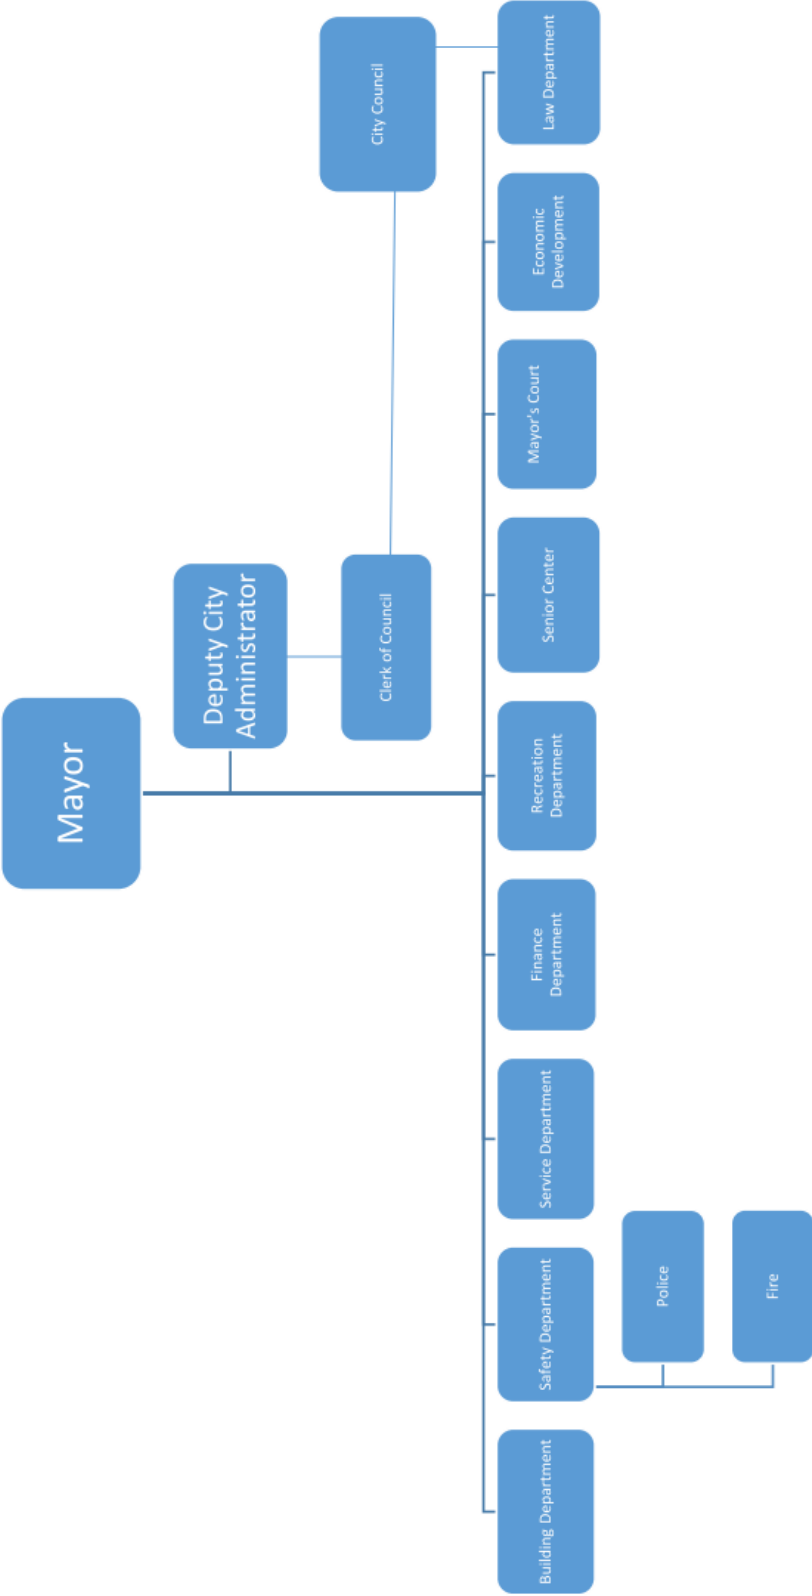 Mayor
Deputy City
Administrator
Clerk of Council
City Council
Building Department
Safety Department
Service Department
Finance
Department
Recreation
Department
Senior Center
Mayor's Court
Economic
Development
Law Department
Police
Fire